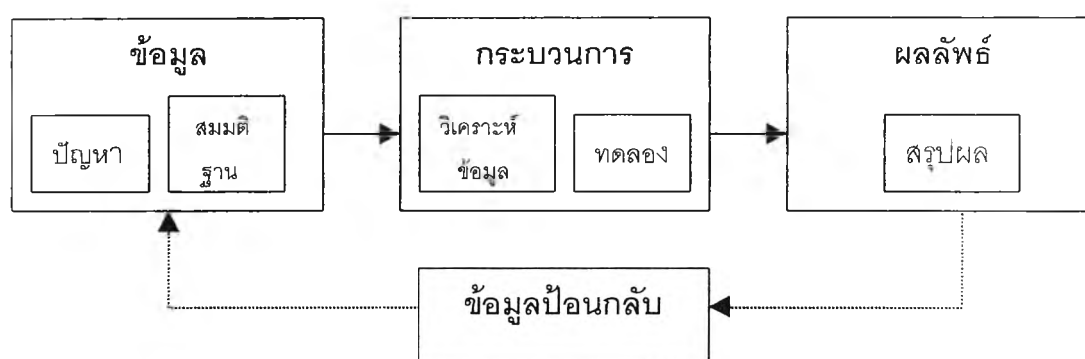 ข้อมูล
ปัญหา
สมมติ
ฐาน
กระบวนการ
วิเคราะห์
ข้อมูล
ทดลอง
ผลลัพธ์
สรุปผล
ข้อมูลป้อนกลับ